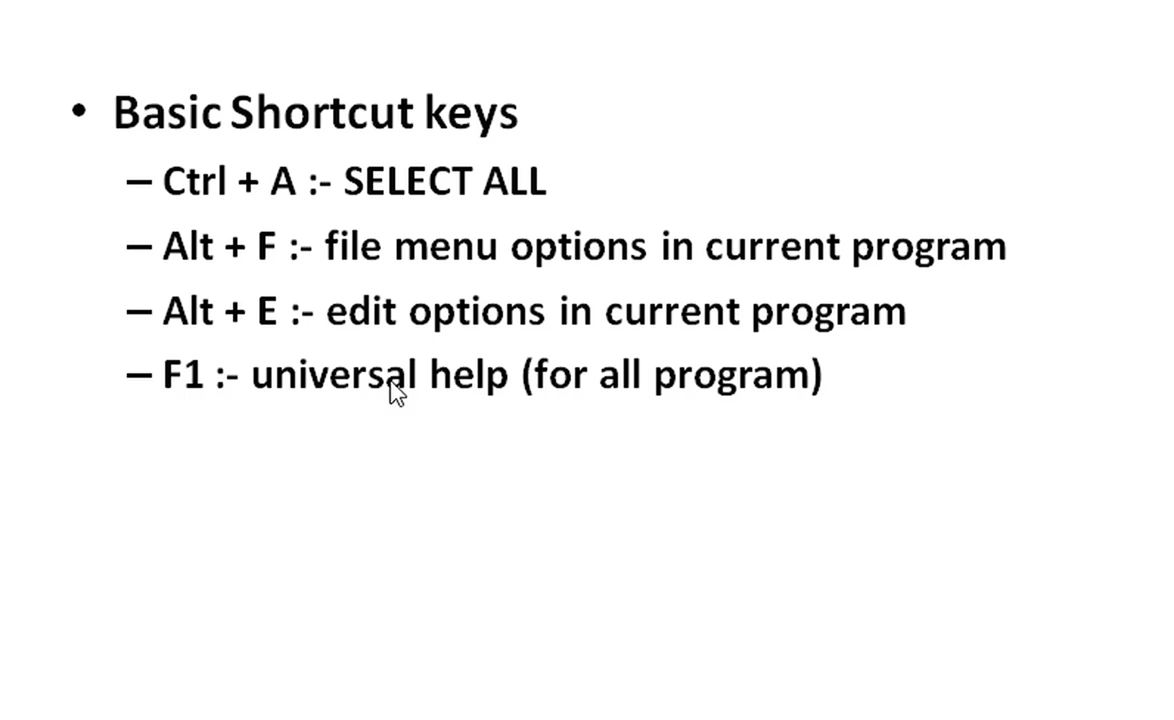 • Basic Shortcut keys
– Ctrl + A :- SELECT ALL
– Alt + F :- file menu options in current program
– Alt + E :- edit options in current program
– F1 :- universal help (for all program)